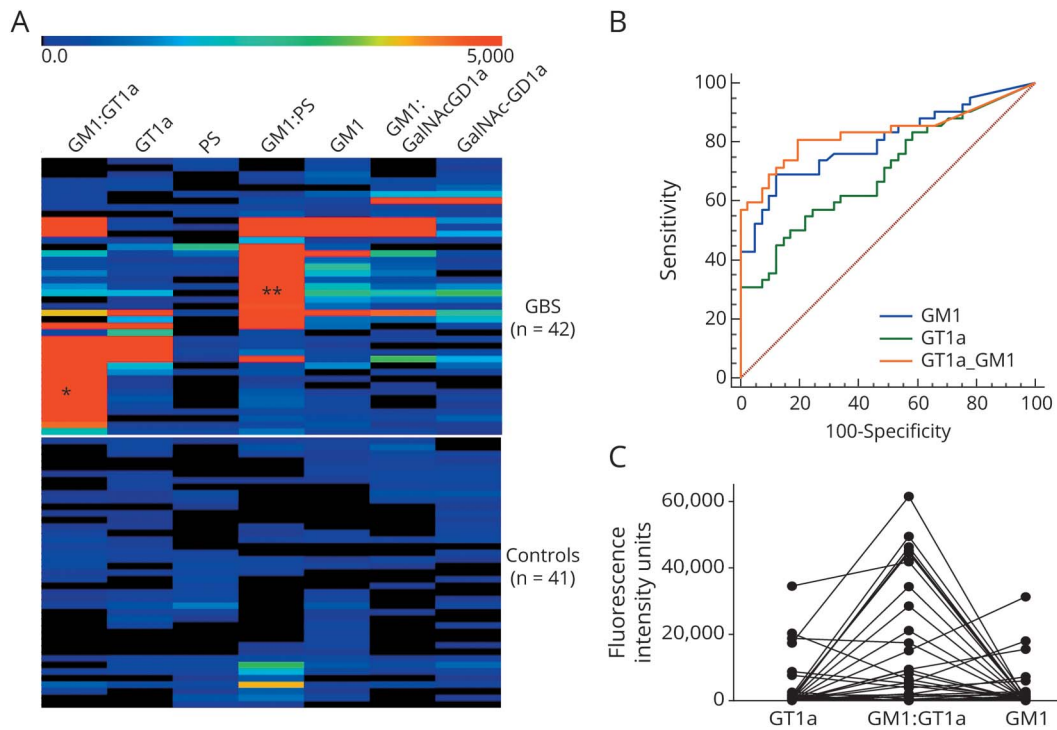 A
0.0
5,000
GM1:GT1a
GT1a
PS
GM1:PS
GM1
GM1:
GalNAcGD1a
GalNAc-GD1a
**
*
GBS
(n = 42)
Controls
(n = 41)
B
100
80
60
40
20
0
Sensitivity
GM1
GT1a
GT1a_GM1
0
20
40
60
80
100
100-Specificity
C
60,000
40,000
20,000
0
Fluorescence
intensity units
GT1a
GM1:GT1a
GM1